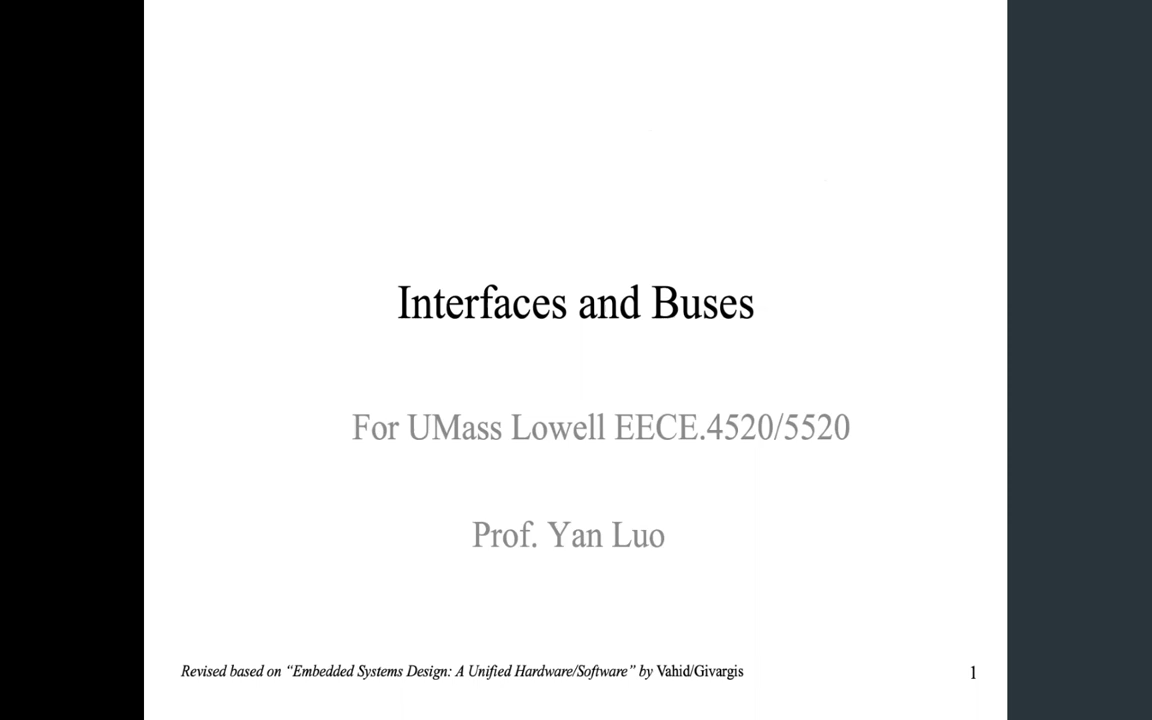 Interfaces and Buses
For UMass Lowell EECE.4520/5520
Prof. Yan Luo
Revised based on “Embedded Systems Design: A Unified Hardware/Software” by Vahid/Givargis
1